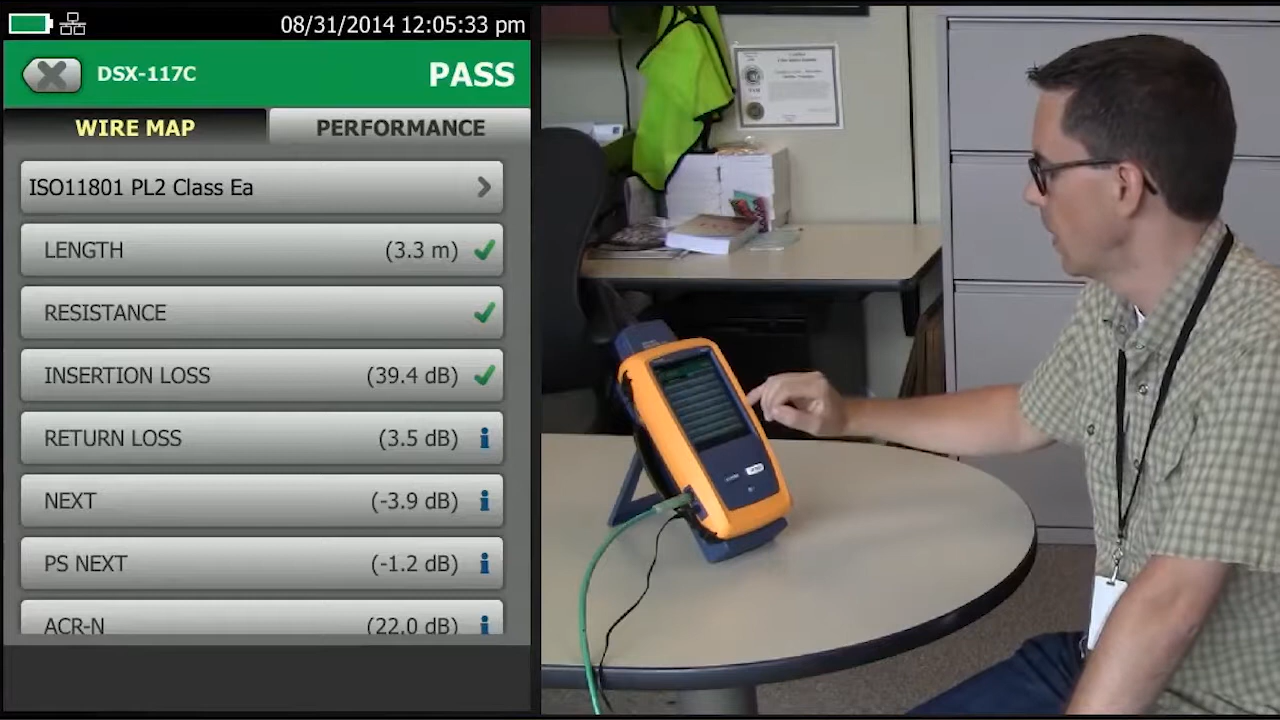 08/31/2014 12:05:33 pm
DSX-117C
PASS
WIRE MAP
PERFORMANCE
ISO11801 PL2 Class Ea
LENGTH (3.3 m)
RESISTANCE
INSERTION LOSS (39.4 dB)
RETURN LOSS (3.5 dB) i
NEXT (-3.9 dB) i
PS NEXT (-1.2 dB) i
ACR-N (22.0 dB) i